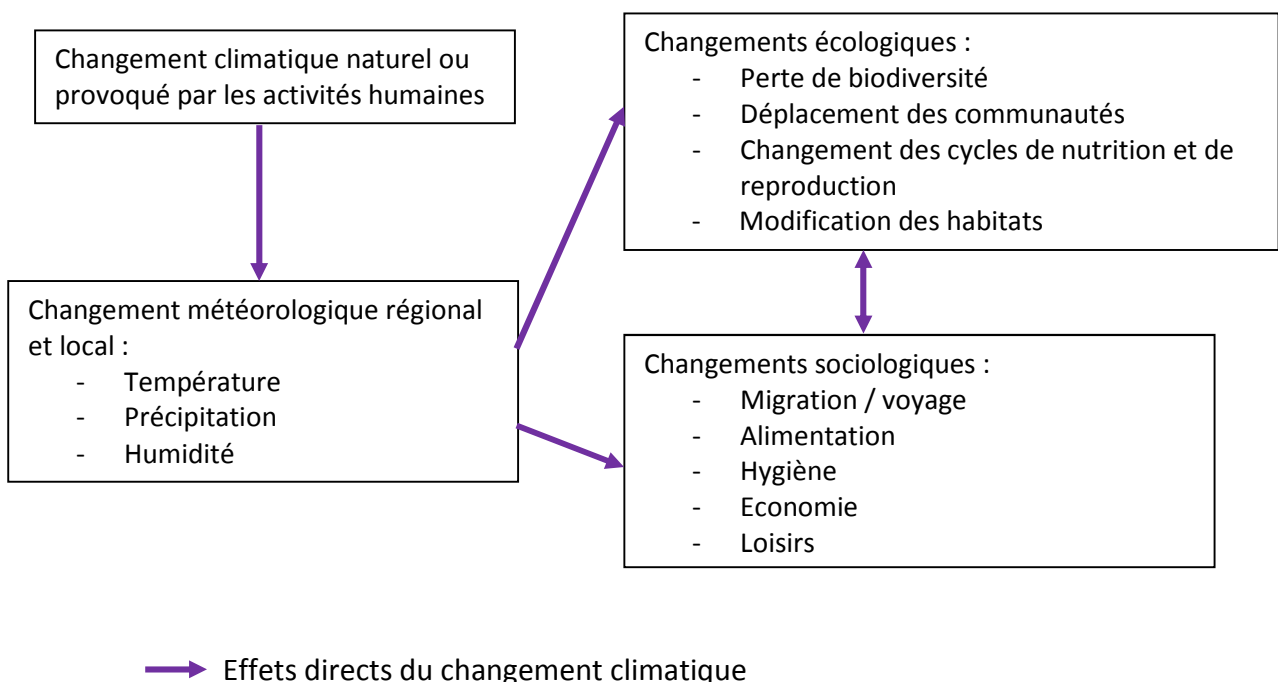 Changement climatique naturel ou
provoqué par les activités humaines
Changement météorologique régional
et local :
- Température
- Précipitation
- Humidité
Changements écologiques :
- Perte de biodiversité
- Déplacement des communautés
- Changement des cycles de nutrition et de
reproduction
- Modification des habitats
Changements sociologiques :
- Migration / voyage
- Alimentation
- Hygiène
- Economie
- Loisirs
Effets directs du changement climatique